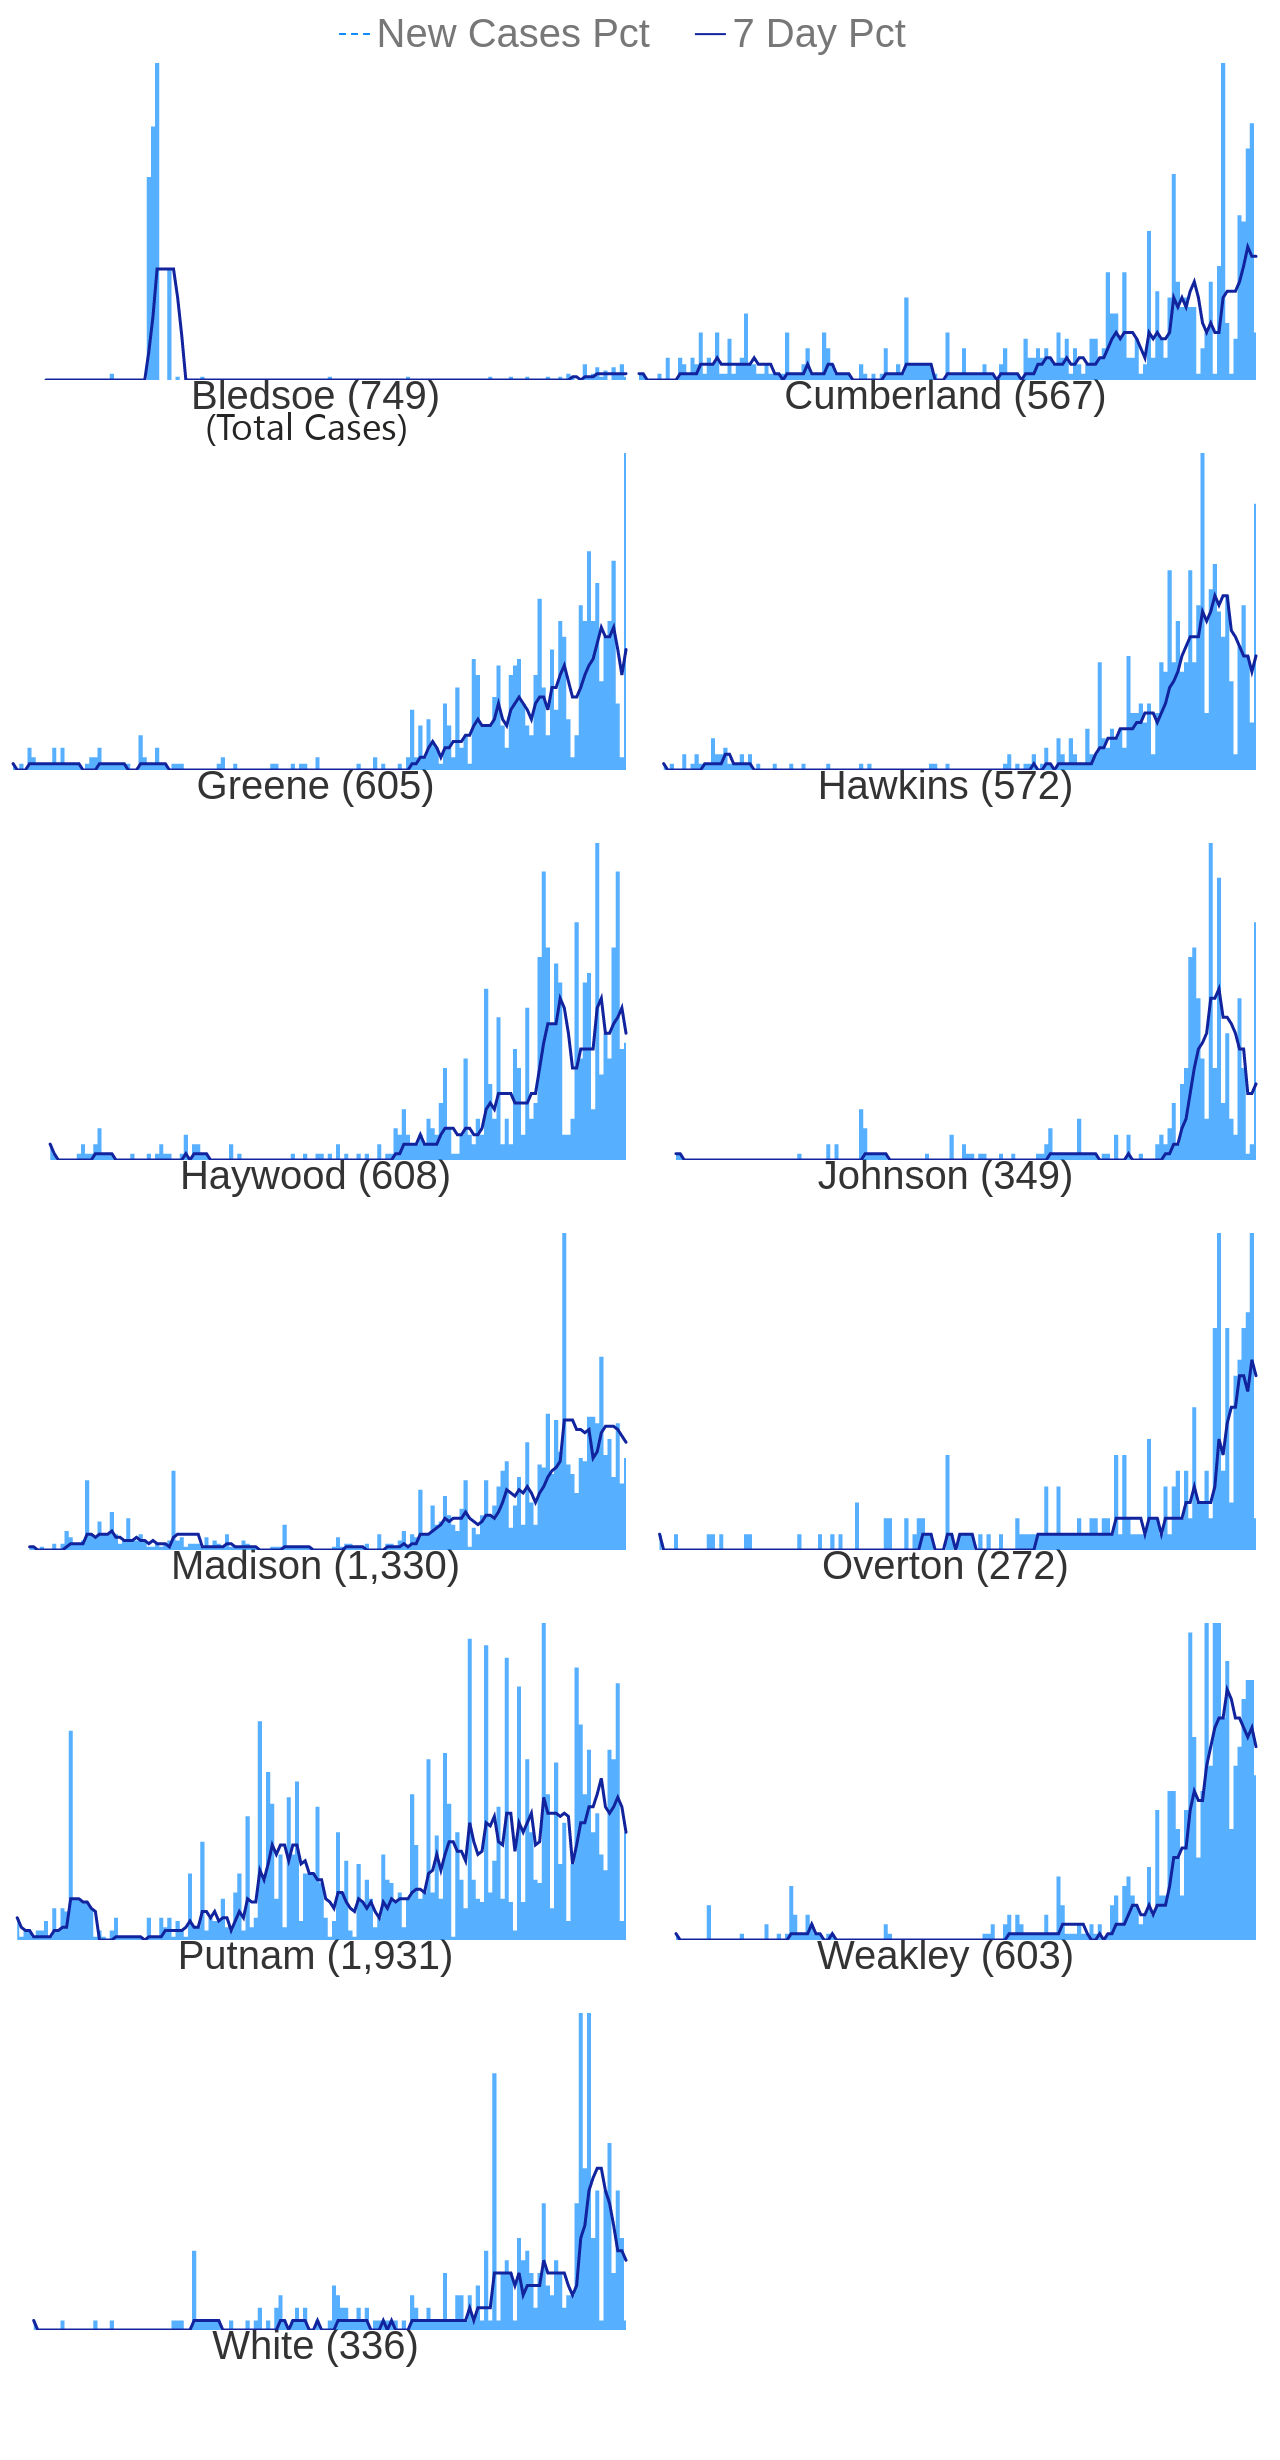 New Cases Pct 7 Day Pct
Bledsoe (749) Cumberland (567)
(Total Cases)
Greene (605) Hawkins (572)
Haywood (608) Johnson (349)
Madison (1,330) Overton (272)
Putnam (1,931) Weakley (603)
White (336)